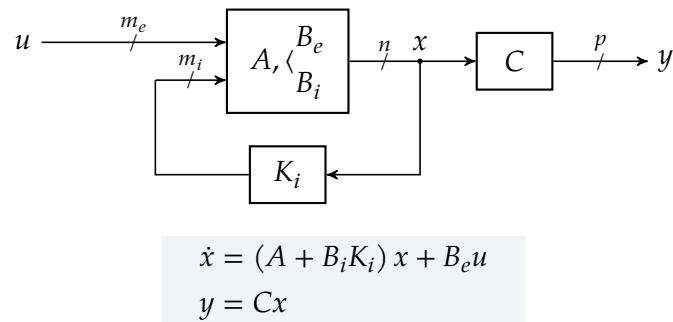 u
m_e
m_i
A, ⟨ B_e B_i
n
x
C
p
y
K_i
ẋ = (A + B_i K_i) x + B_e u
y = Cx